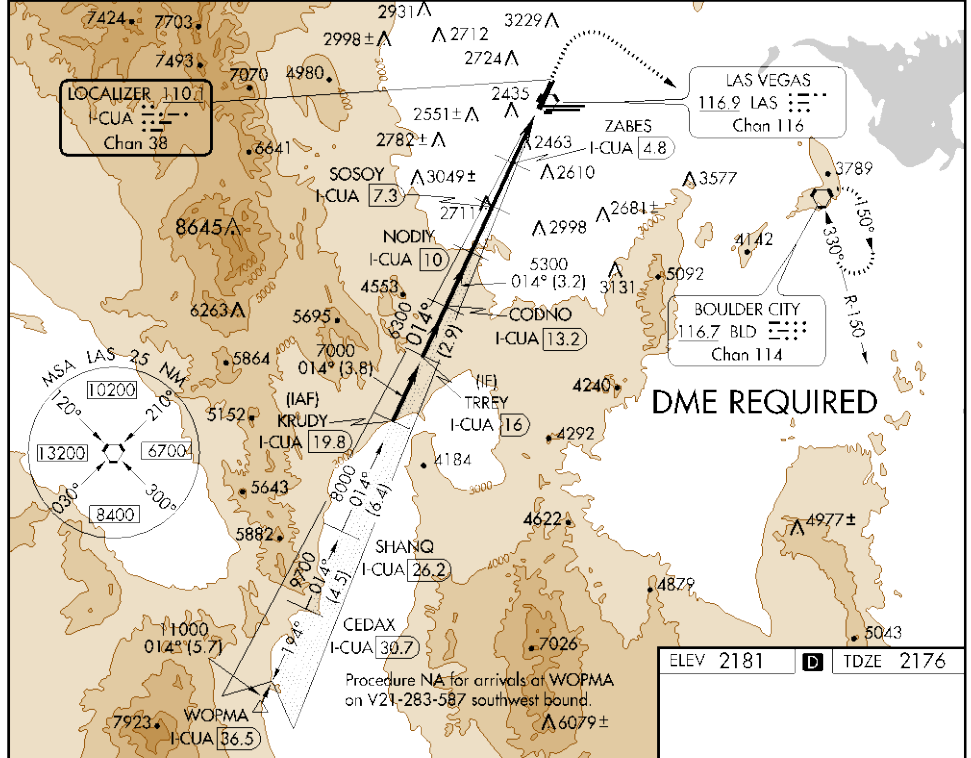 2931
3229
7424
7703
2712
2998±
2724
7493
7070
4980
LOCALIZER 110.1
I-CUA
Chan 38
2435
LAS VEGAS
116.9 LAS
Chan 116
2551±
2782±
2463
ZABES
I-CUA 4.8
6641
SOSOY
I-CUA 7.3
3049±
2610
3577
3789
2711
2681±
8645
2998
150°
330°
NODIY
I-CUA 10
4142
5300
014° (3.2)
3131
5092
4553
6263
5695
6300
014°
(2.9)
CODNO
I-CUA 13.2
BOULDER CITY
116.7 BLD
Chan 114
R-150
5864
7000
014° (3.8)
MSA LAS 25 NM
10200
120°
210°
13200
6700
030°
300°
8400
(IAF)
KRUDY
I-CUA 19.8
(IF)
TRREY
I-CUA 16
4240
DME REQUIRED
5152
4292
4184
3000
8000
014°
(6.4)
5643
4622
4977±
5882
SHANQ
I-CUA 26.2
9700
014°
(4.5)
4000
4879
CEDAX
I-CUA 30.7
11000
014° (5.7)
194°
7026
5043
Procedure NA for arrivals at WOPMA
on V21-283-587 southwest bound.
ELEV 2181 D TDZE 2176
WOPMA
I-CUA 36.5
7923
6079±